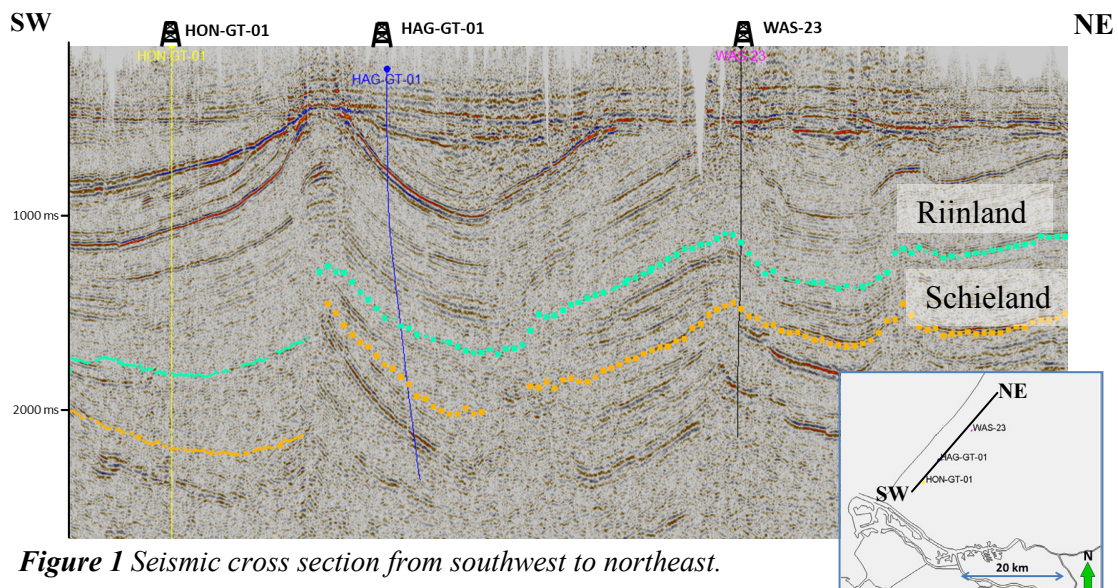 SW
HON-GT-01
HAG-GT-01
WAS-23
NE
HON-GT-01
WAS-23
HAG-GT-01
1000 ms
Rijnland
Schieland
2000 ms
NE
WAS-23
HAG-GT-01
HON-GT-01
SW
20 km
N
Figure 1 Seismic cross section from southwest to northeast.